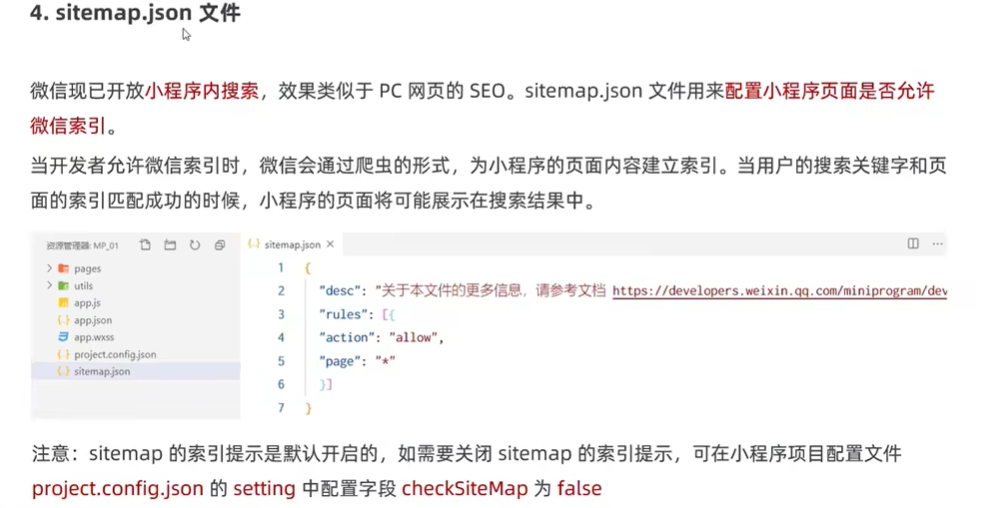 4. sitemap.json 文件
微信现已开放小程序内搜索，效果类似于 PC 网页的 SEO。sitemap.json 文件用来配置小程序页面是否允许
微信索引。
当开发者允许微信索引时，微信会通过爬虫的形式，为小程序的页面内容建立索引。当用户的搜索关键字和页
面的索引匹配成功的时候，小程序的页面将可能展示在搜索结果中。
资源管理器: MP_01
pages
utils
app.js
app.json
app.wxss
project.config.json
sitemap.json
sitemap.json ×
1 {
2 "desc": "关于本文件的更多信息，请参考文档 https://developers.weixin.qq.com/miniprogram/dev
3 "rules": [{
4 "action": "allow",
5 "page": "*"
6 }]
7 }
注意：sitemap 的索引提示是默认开启的，如需要关闭 sitemap 的索引提示，可在小程序项目配置文件
project.config.json 的 setting 中配置字段 checkSiteMap 为 false